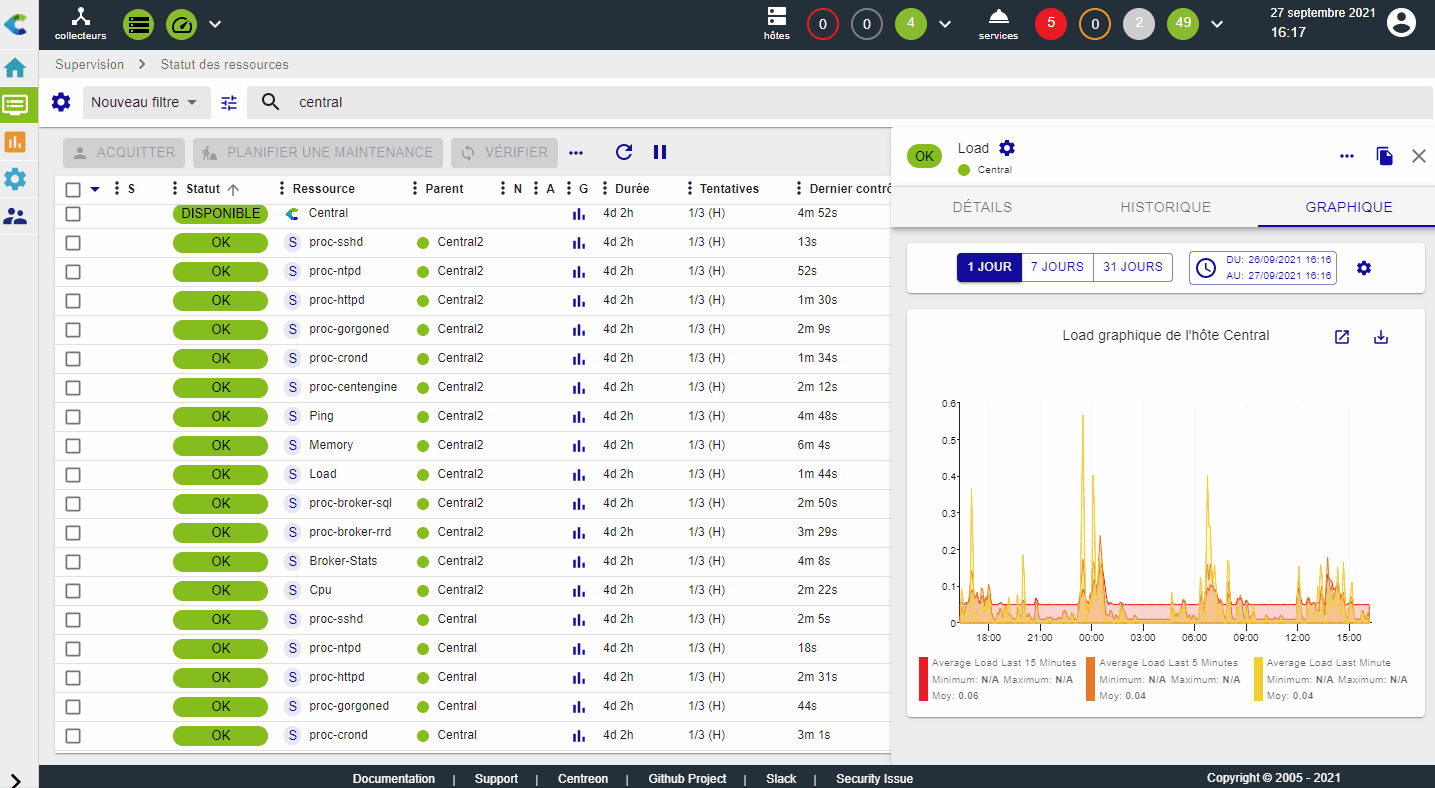 collecteurs
hôtes
0
0
4
services
5
0
2
49
27 septembre 2021
16:17
Supervision
Statut des ressources
Nouveau filtre
central
ACQUITTER
PLANIFIER UNE MAINTENANCE
VÉRIFIER
S Statut Ressource Parent N A G Durée Tentatives Dernier contrô
DISPONIBLE Central 4d 2h 1/3 (H) 4m 52s
OK S proc-sshd Central2 4d 2h 1/3 (H) 13s
OK S proc-ntpd Central2 4d 2h 1/3 (H) 52s
OK S proc-httpd Central2 4d 2h 1/3 (H) 1m 30s
OK S proc-gorgoned Central2 4d 2h 1/3 (H) 2m 9s
OK S proc-crond Central2 4d 2h 1/3 (H) 1m 34s
OK S proc-centengine Central2 4d 2h 1/3 (H) 2m 12s
OK S Ping Central2 4d 2h 1/3 (H) 4m 48s
OK S Memory Central2 4d 2h 1/3 (H) 6m 4s
OK S Load Central2 4d 2h 1/3 (H) 1m 44s
OK S proc-broker-sql Central2 4d 2h 1/3 (H) 2m 50s
OK S proc-broker-rrd Central2 4d 2h 1/3 (H) 3m 29s
OK S Broker-Stats Central2 4d 2h 1/3 (H) 4m 8s
OK S Cpu Central2 4d 2h 1/3 (H) 2m 22s
OK S proc-sshd Central 4d 2h 1/3 (H) 2m 5s
OK S proc-ntpd Central 4d 2h 1/3 (H) 18s
OK S proc-httpd Central 4d 2h 1/3 (H) 2m 31s
OK S proc-gorgoned Central 4d 2h 1/3 (H) 44s
OK S proc-crond Central 4d 2h 1/3 (H) 3m 1s
OK
Load
Central
DÉTAILS
HISTORIQUE
GRAPHIQUE
1 JOUR
7 JOURS
31 JOURS
DU: 26/09/2021 16:16
AU: 27/09/2021 16:16
Load graphique de l'hôte Central
0.6
0.5
0.4
0.3
0.2
0.1
0
18:00 21:00 00:00 03:00 06:00 09:00 12:00 15:00
Average Load Last 15 Minutes
Minimum: N/A Maximum: N/A
Moy: 0.06
Average Load Last 5 Minutes
Minimum: N/A Maximum: N/A
Moy: 0.04
Average Load Last Minute
Minimum: N/A Maximum: N/A
Moy: 0.04
Documentation | Support | Centreon | Github Project | Slack | Security Issue
Copyright © 2005 - 2021